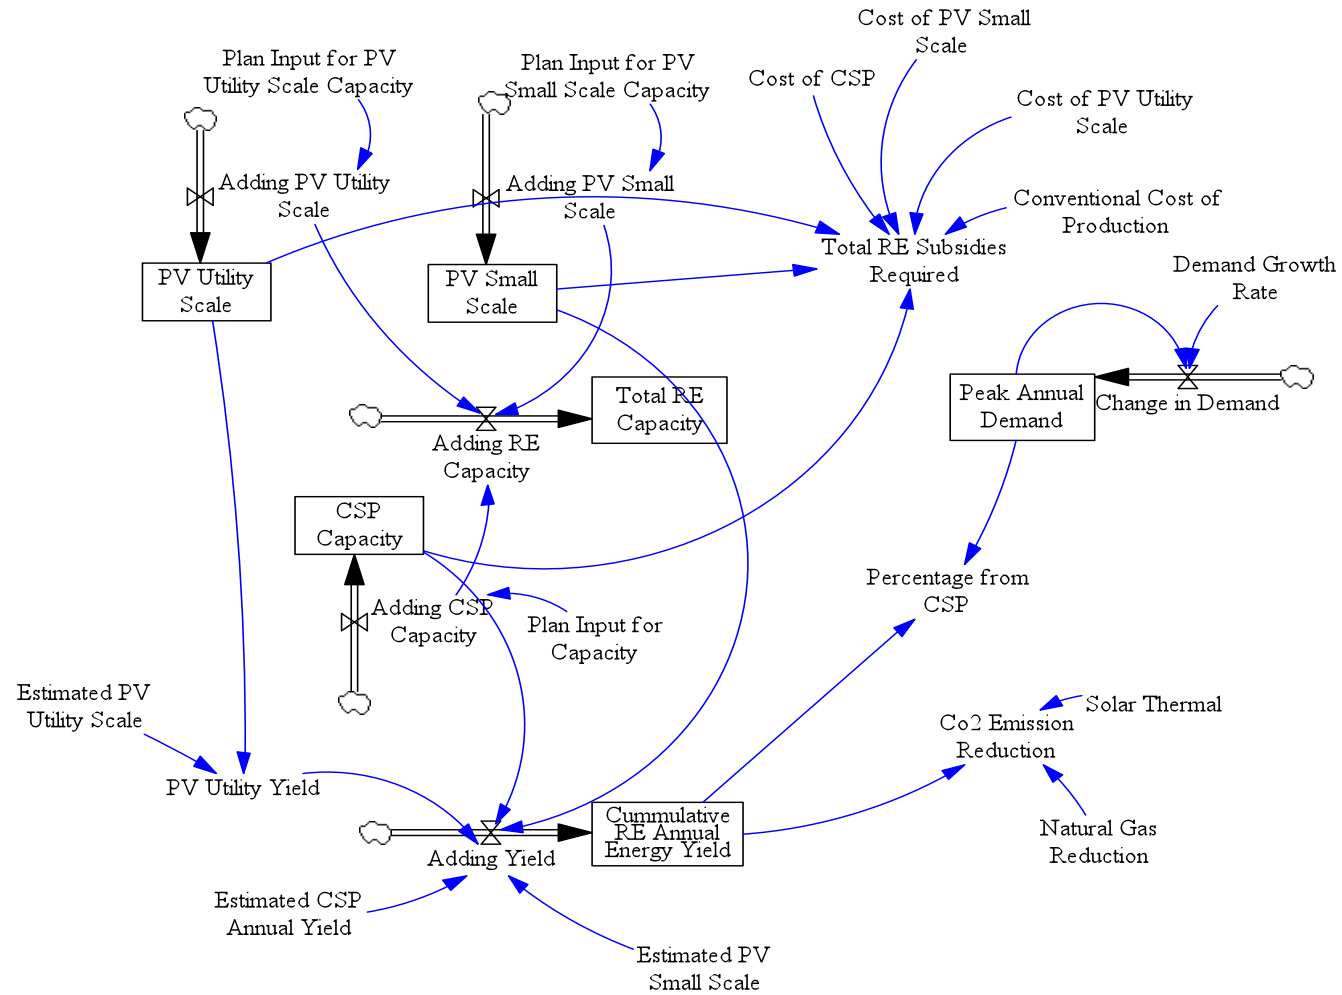 Cost of PV Small
Scale
Plan Input for PV
Utility Scale Capacity
Plan Input for PV
Small Scale Capacity
Cost of CSP
Cost of PV Utility
Scale
Adding PV Utility
Scale
Adding PV Small
Scale
Conventional Cost of
Production
Total RE Subsidies
Required
PV Utility
Scale
PV Small
Scale
Demand Growth
Rate
Total RE
Capacity
Peak Annual
Demand
Change in Demand
Adding RE
Capacity
CSP
Capacity
Percentage from
CSP
Adding CSP
Capacity
Plan Input for
Capacity
Estimated PV
Utility Scale
Solar Thermal
Co2 Emission
Reduction
PV Utility Yield
Cummulative
RE Annual
Energy Yield
Adding Yield
Natural Gas
Reduction
Estimated CSP
Annual Yield
Estimated PV
Small Scale